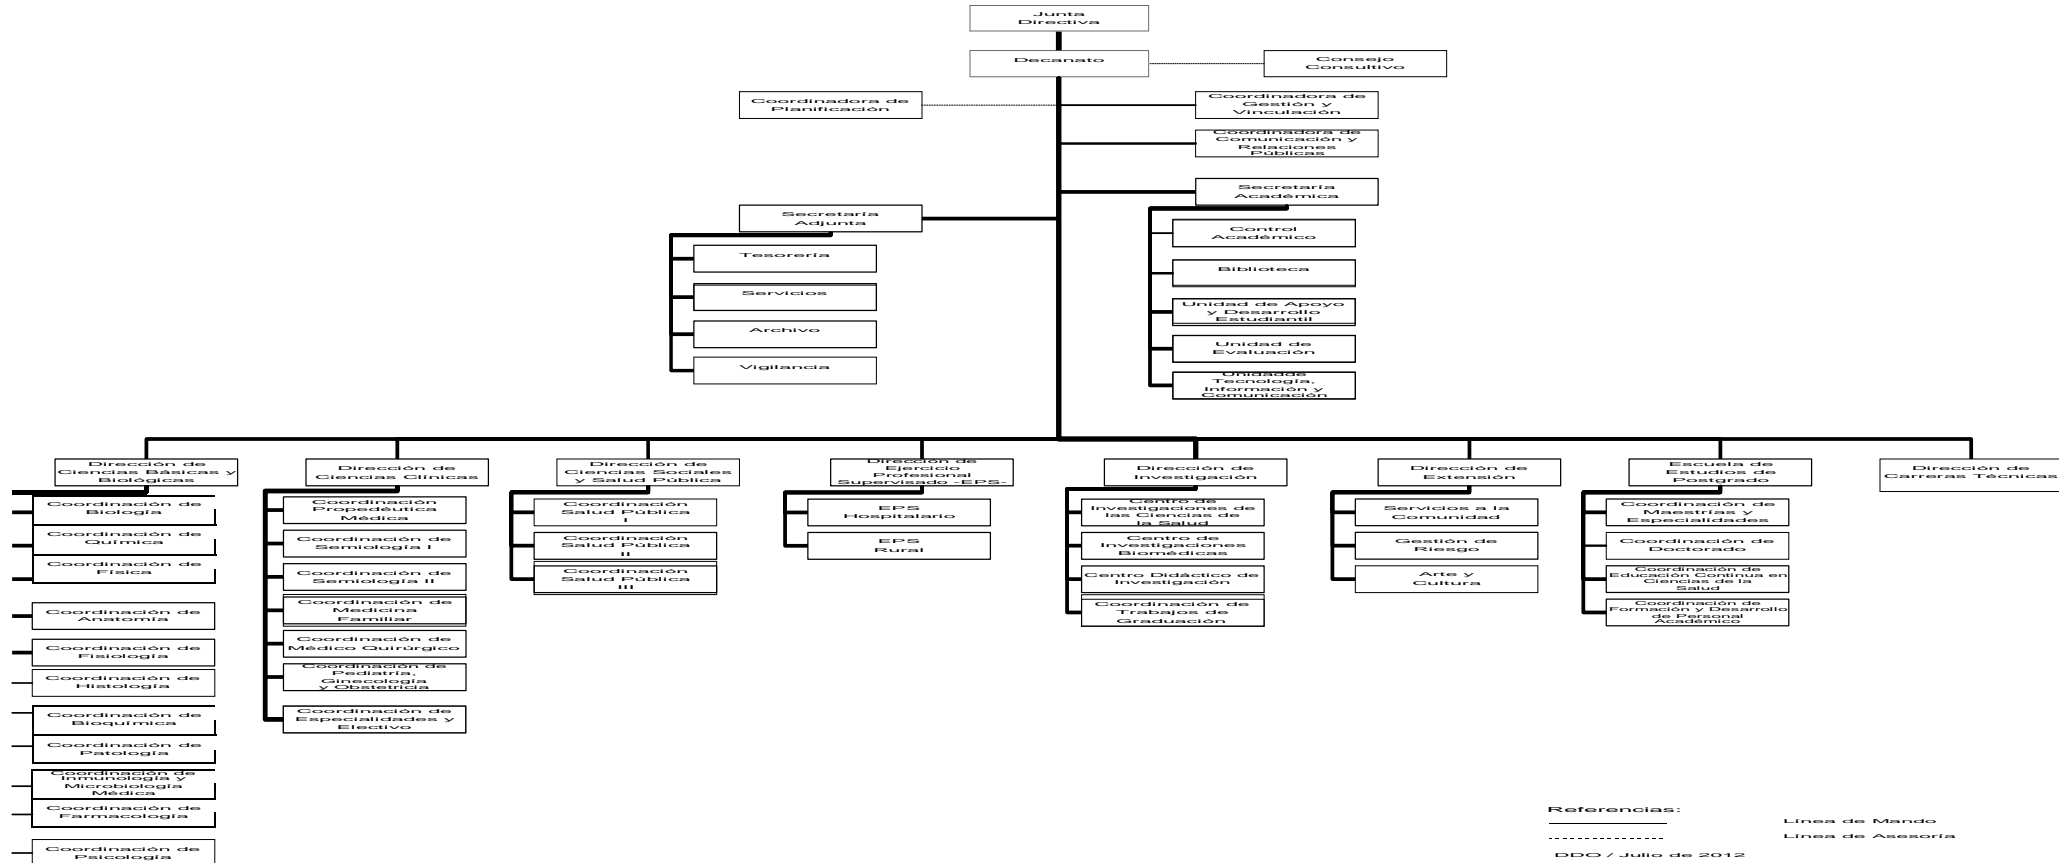 Junta
Directiva
Decanato
Consejo
Consultivo
Coordinadora de
Planificación
Coordinadora de
Gestión y
Vinculación
Coordinadora de
Comunicación y
Relaciones
Públicas
Secretaría
Académica
Secretaría
Adjunta
Tesorería
Servicios
Archivo
Vigilancia
Control
Académico
Biblioteca
Unidad de Apoyo
y Desarrollo
Estudiantil
Unidad de
Evaluación
Unidadde
Tecnología,
Información y
Comunicación
Dirección de
Ciencias Básicas y
Biológicas
Coordinación de
Biología
Coordinación de
Química
Coordinación de
Física
Coordinación de
Anatomía
Coordinación de
Fisiología
Coordinación de
Histología
Coordinación de
Bioquímica
Coordinación de
Patología
Coordinación de
Inmunología y
Microbiología
Médica
Coordinación de
Farmacología
Coordinación de
Psicología
Dirección de
Ciencias Clínicas
Coordinación
Propedéutica
Médica
Coordinación de
Semiología I
Coordinación de
Semiología II
Coordinación de
Medicina
Familiar
Coordinación de
Médico Quirúrgico
Coordinación de
Pediatría,
Ginecología
y Obstetricia
Coordinación de
Especialidades y
Electivo
Dirección de
Ciencias Sociales
y Salud Pública
Coordinación
Salud Pública
I
Coordinación
Salud Pública
II
Coordinación
Salud Pública
III
Dirección de
Ejercicio
Profesional
Supervisado -EPS-
EPS
Hospitalario
EPS
Rural
Dirección de
Investigación
Centro de
Investigaciones de
las Ciencias de
la Salud
Centro de
Investigaciones
Biomédicas
Centro Didáctico de
Investigación
Coordinación de
Trabajos de
Graduación
Dirección de
Extensión
Servicios a la
Comunidad
Gestión de
Riesgo
Arte y
Cultura
Escuela de
Estudios de
Postgrado
Coordinación de
Maestrías y
Especialidades
Coordinación de
Doctorado
Coordinación de
Educación Continua en
Ciencias de la
Salud
Coordinación de
Formación y Desarrollo
de Personal
Académico
Dirección de
Carreras Técnicas
Referencias:
Línea de Mando
Línea de Asesoría
DDO / Julio de 2012